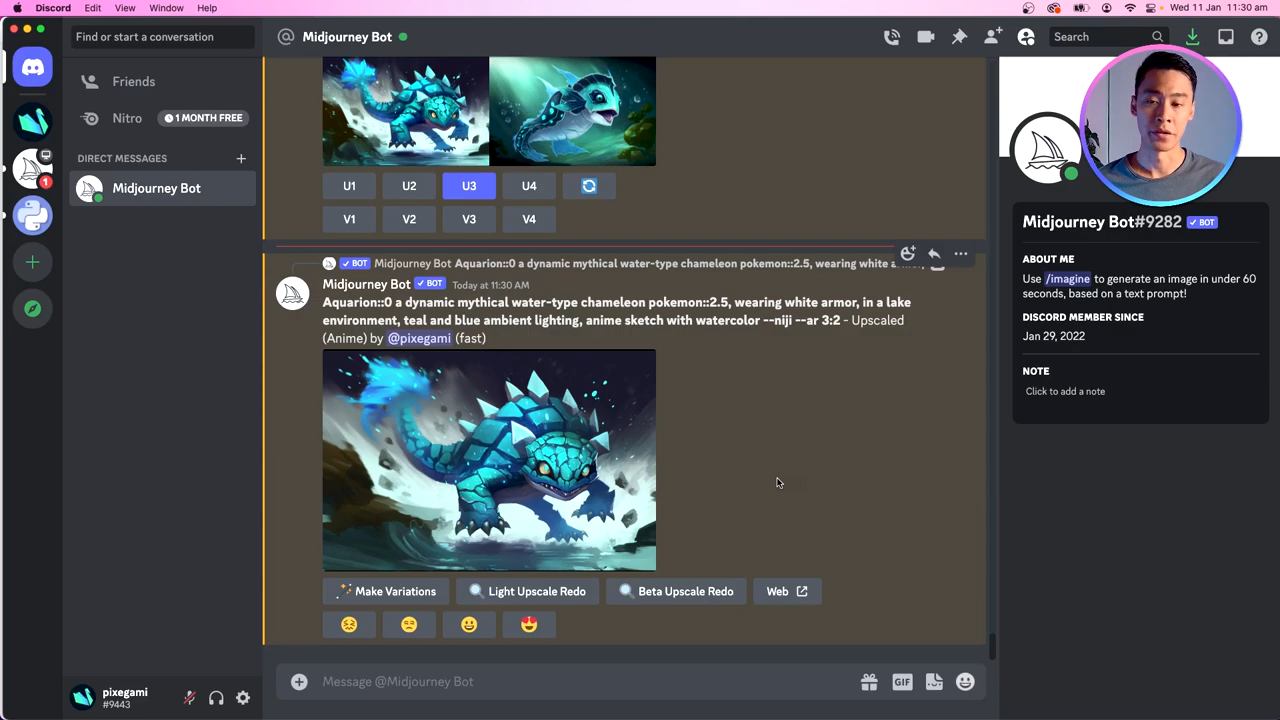 Discord Edit View Window Help
Wed 11 Jan 11:30 am
Find or start a conversation
Midjourney Bot
Search
Friends
Nitro
1 MONTH FREE
DIRECT MESSAGES
Midjourney Bot
1
U1 U2 U3 U4
V1 V2 V3 V4
BOT Midjourney Bot Aquarion::0 a dynamic mythical water-type chameleon pokemon::2.5, wearing white armor,
Midjourney Bot BOT Today at 11:30 AM
Aquarion::0 a dynamic mythical water-type chameleon pokemon::2.5, wearing white armor, in a lake
environment, teal and blue ambient lighting, anime sketch with watercolor --niji --ar 3:2 - Upscaled
(Anime) by @pixegami (fast)
Make Variations
Light Upscale Redo
Beta Upscale Redo
Web
Message @Midjourney Bot
GIF
pixegami
#9443
Midjourney Bot#9282 BOT
ABOUT ME
Use /imagine to generate an image in under 60
seconds, based on a text prompt!
DISCORD MEMBER SINCE
Jan 29, 2022
NOTE
Click to add a note